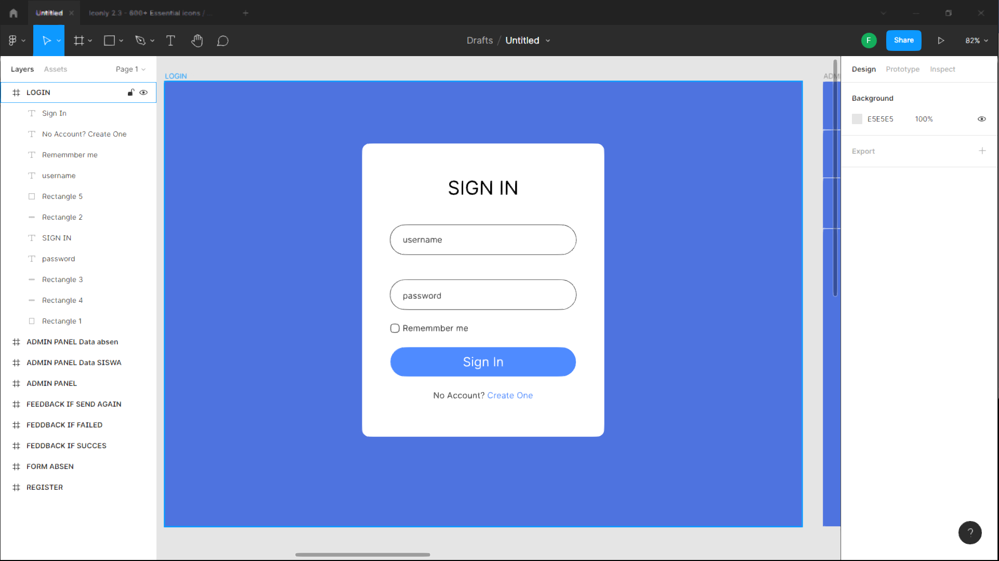 Untitled
Iconly 2.3 - 600+ Essential icons / ...
Drafts / Untitled
F
Share
82%
Layers
Assets
Page 1
LOGIN
Sign In
No Account? Create One
Rememmber me
username
Rectangle 5
Rectangle 2
SIGN IN
password
Rectangle 3
Rectangle 4
Rectangle 1
ADMIN PANEL Data absen
ADMIN PANEL Data SISWA
ADMIN PANEL
FEEDBACK IF SEND AGAIN
FEDDBACK IF FAILED
FEDDBACK IF SUCCES
FORM ABSEN
REGISTER
LOGIN
ADM
SIGN IN
username
password
Rememmber me
Sign In
No Account? Create One
Design
Prototype
Inspect
Background
E5E5E5
100%
Export
?